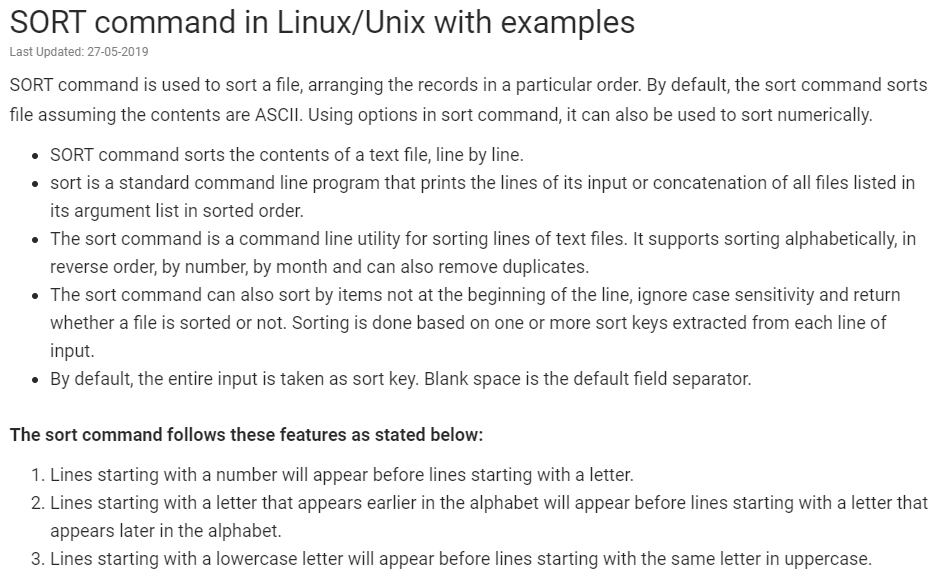 SORT command in Linux/Unix with examples
Last Updated: 27-05-2019
SORT command is used to sort a file, arranging the records in a particular order. By default, the sort command sorts
file assuming the contents are ASCII. Using options in sort command, it can also be used to sort numerically.
• SORT command sorts the contents of a text file, line by line.
• sort is a standard command line program that prints the lines of its input or concatenation of all files listed in
its argument list in sorted order.
• The sort command is a command line utility for sorting lines of text files. It supports sorting alphabetically, in
reverse order, by number, by month and can also remove duplicates.
• The sort command can also sort by items not at the beginning of the line, ignore case sensitivity and return
whether a file is sorted or not. Sorting is done based on one or more sort keys extracted from each line of
input.
• By default, the entire input is taken as sort key. Blank space is the default field separator.
The sort command follows these features as stated below:
1. Lines starting with a number will appear before lines starting with a letter.
2. Lines starting with a letter that appears earlier in the alphabet will appear before lines starting with a letter that
appears later in the alphabet.
3. Lines starting with a lowercase letter will appear before lines starting with the same letter in uppercase.